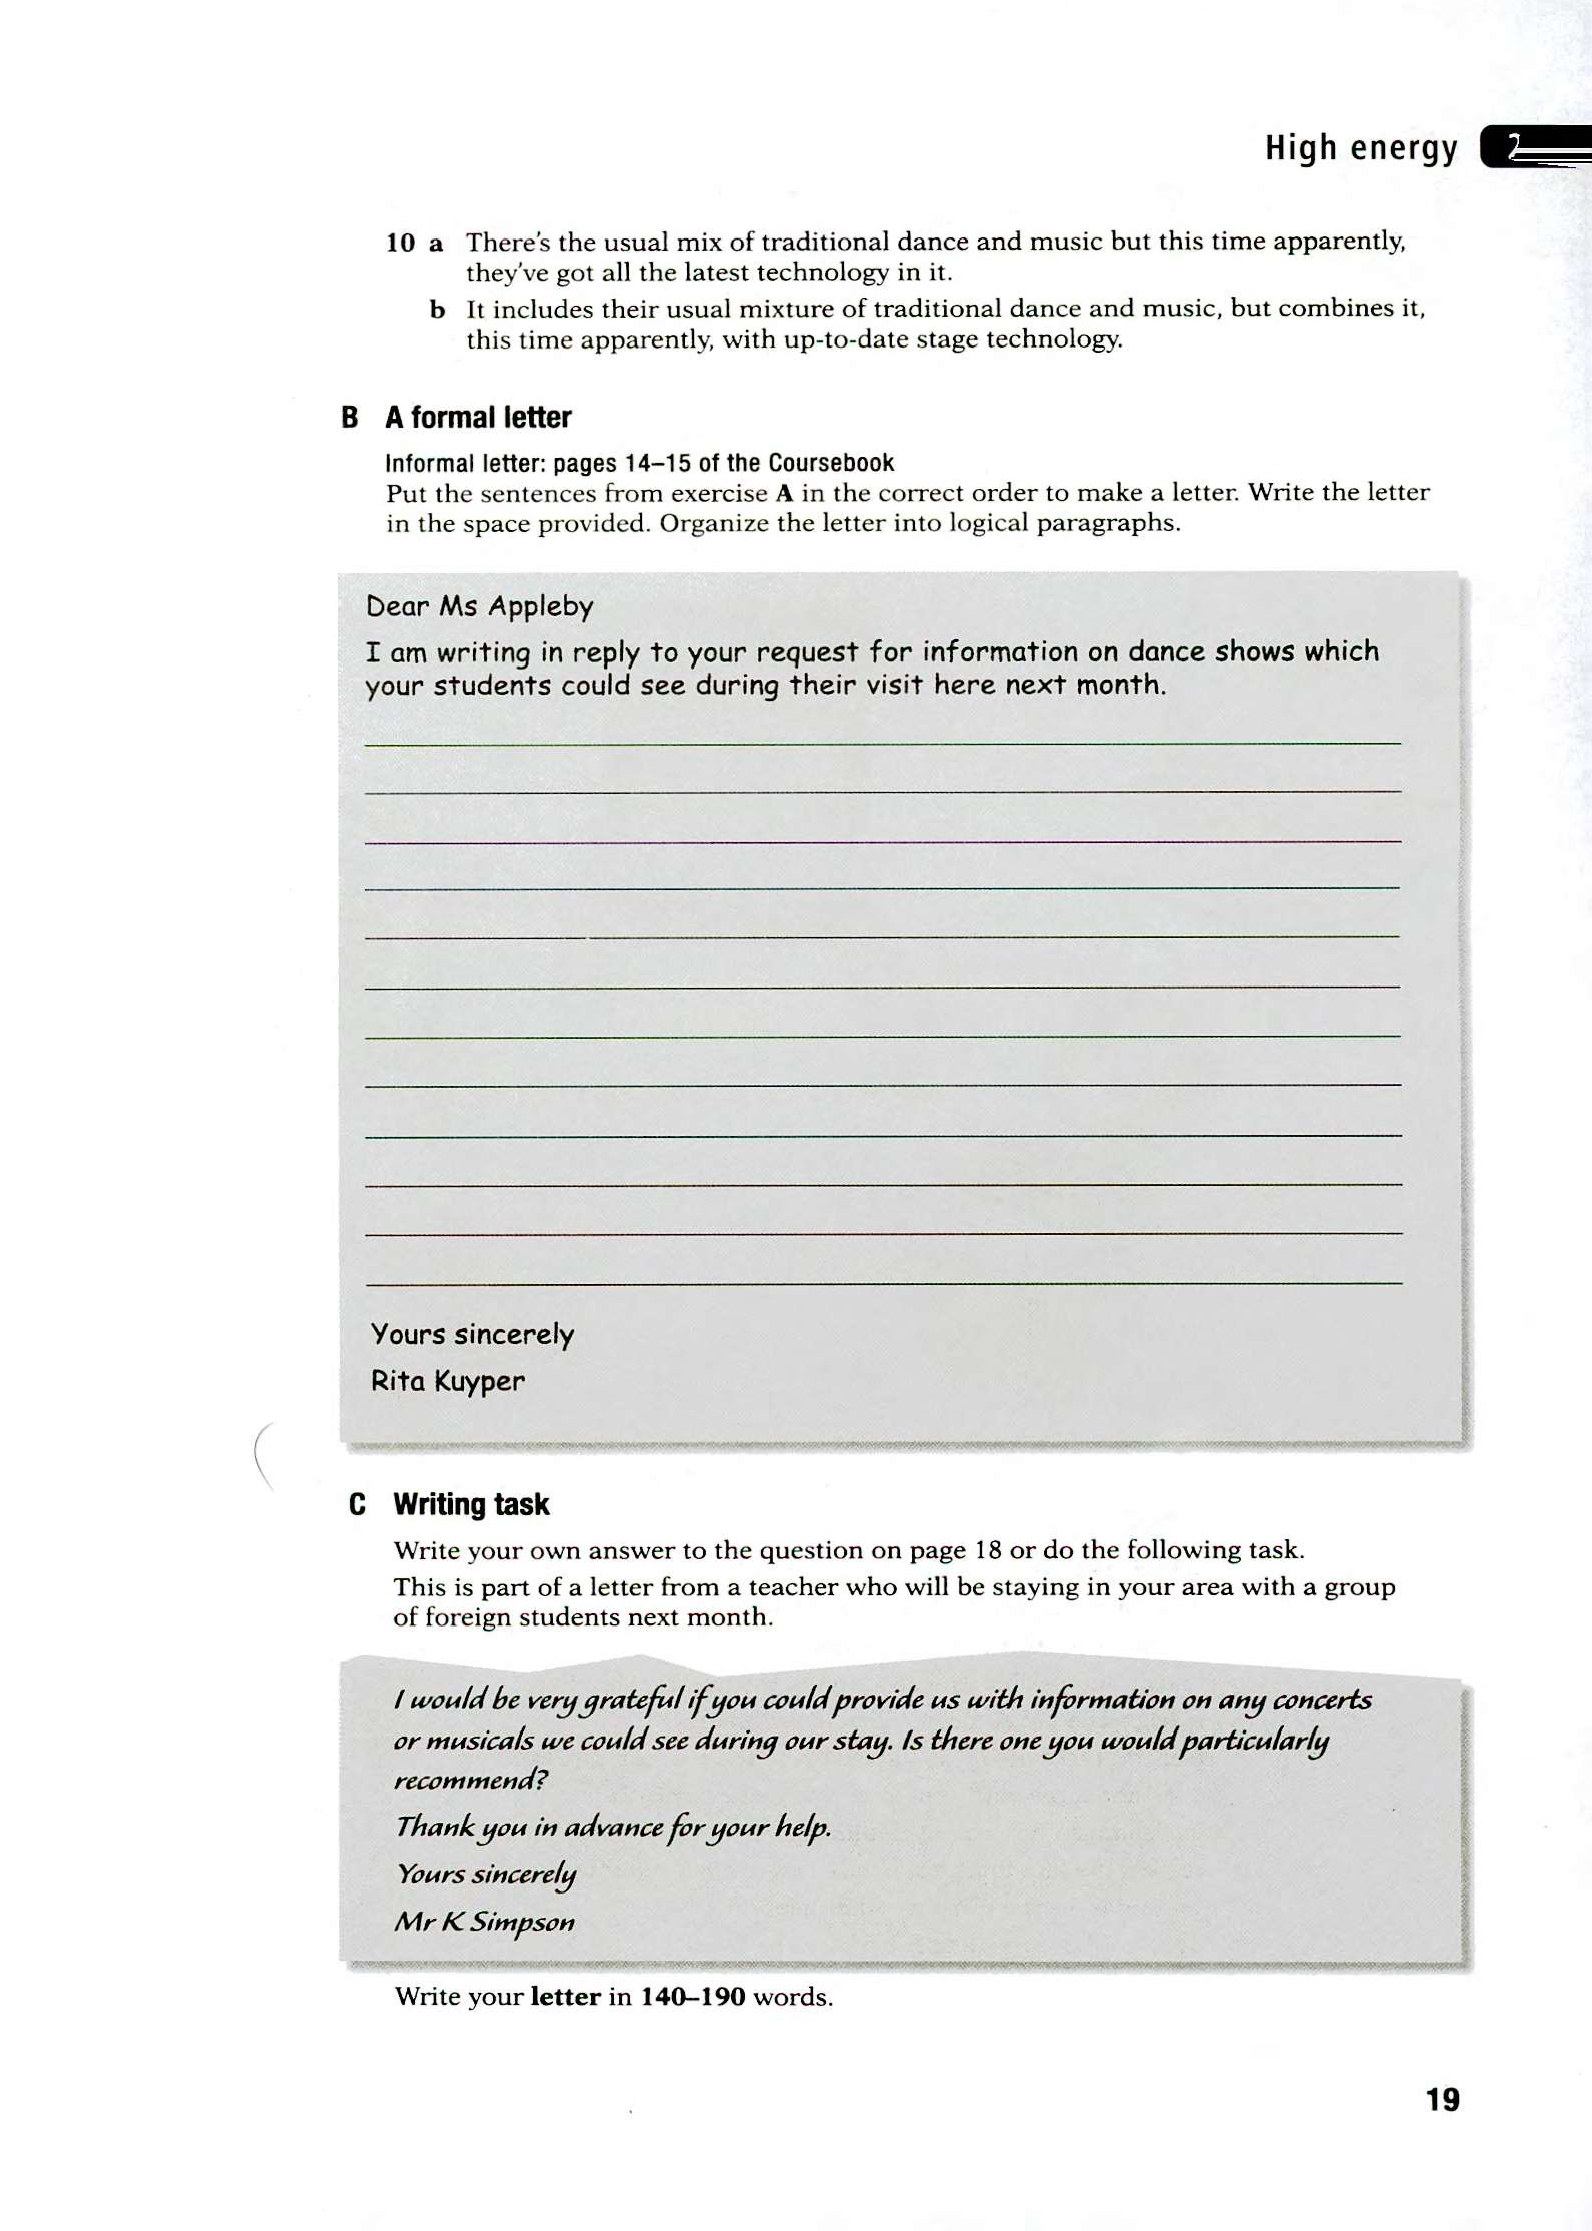 High energy 2
10 a There's the usual mix of traditional dance and music but this time apparently,
they've got all the latest technology in it.
b It includes their usual mixture of traditional dance and music, but combines it,
this time apparently, with up-to-date stage technology.
B A formal letter
Informal letter: pages 14–15 of the Coursebook
Put the sentences from exercise A in the correct order to make a letter. Write the letter
in the space provided. Organize the letter into logical paragraphs.
Dear Ms Appleby
I am writing in reply to your request for information on dance shows which
your students could see during their visit here next month.
Yours sincerely
Rita Kuyper
C Writing task
Write your own answer to the question on page 18 or do the following task.
This is part of a letter from a teacher who will be staying in your area with a group
of foreign students next month.
I would be very grateful if you could provide us with information on any concerts
or musicals we could see during our stay. Is there one you would particularly
recommend?
Thank you in advance for your help.
Yours sincerely
Mr K Simpson
Write your letter in 140–190 words.
19